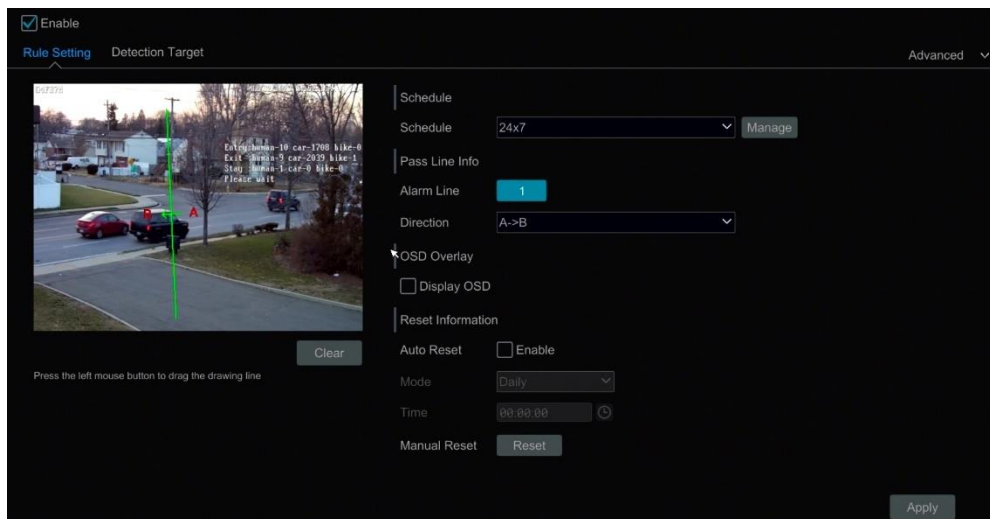 Enable
Rule Setting Detection Target
Advanced
Entry:human-10 car-1708 bike-0
Exit :human-9 car-2039 bike-1
Stay :human-1 car-0 bike-0
Please wait
B A
Clear
Press the left mouse button to drag the drawing line
Schedule
Schedule 24x7 Manage
Pass Line Info
Alarm Line 1
Direction A->B
OSD Overlay
Display OSD
Reset Information
Auto Reset Enable
Mode Daily
Time 00:00:00
Manual Reset Reset
Apply